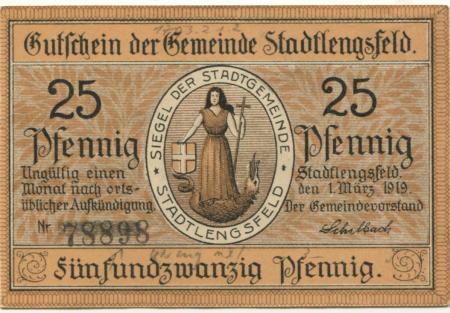 Gutschein der Gemeinde Stadtlengsfeld.
25 Pfennig
Ungültig einen
Monat nach orts-
üblicher Aufkündigung.
Nr. 78898
SIEGEL DER STADTGEMEINDE
STADTLENGSFELD
25 Pfennig
Stadtlengsfeld.
den 1. März 1919.
Der Gemeindevorstand
Fünfundzwanzig Pfennig.